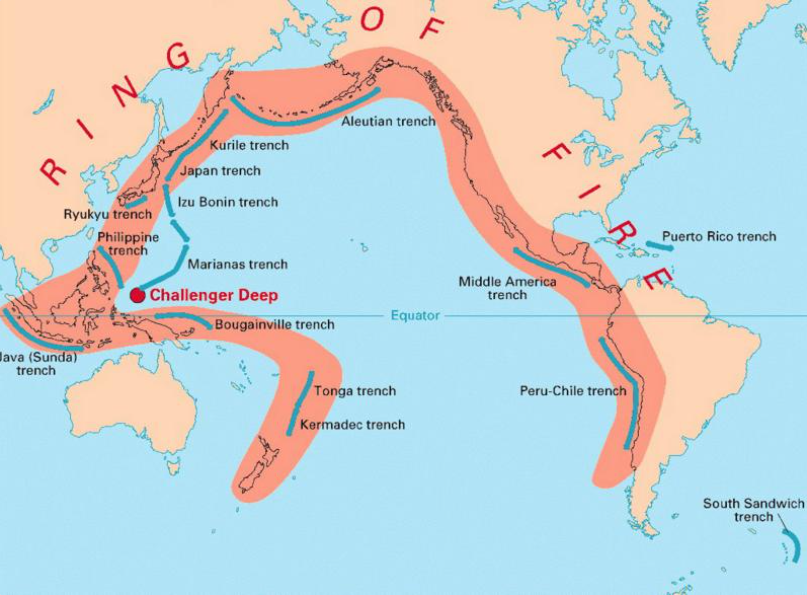 RING OF FIRE
Aleutian trench
Kurile trench
Japan trench
Izu Bonin trench
Ryukyu trench
Philippine
trench
Marianas trench
Challenger Deep
Puerto Rico trench
Middle America
trench
Equator
Bougainville trench
Java (Sunda)
trench
Tonga trench
Peru-Chile trench
Kermadec trench
South Sandwich
trench